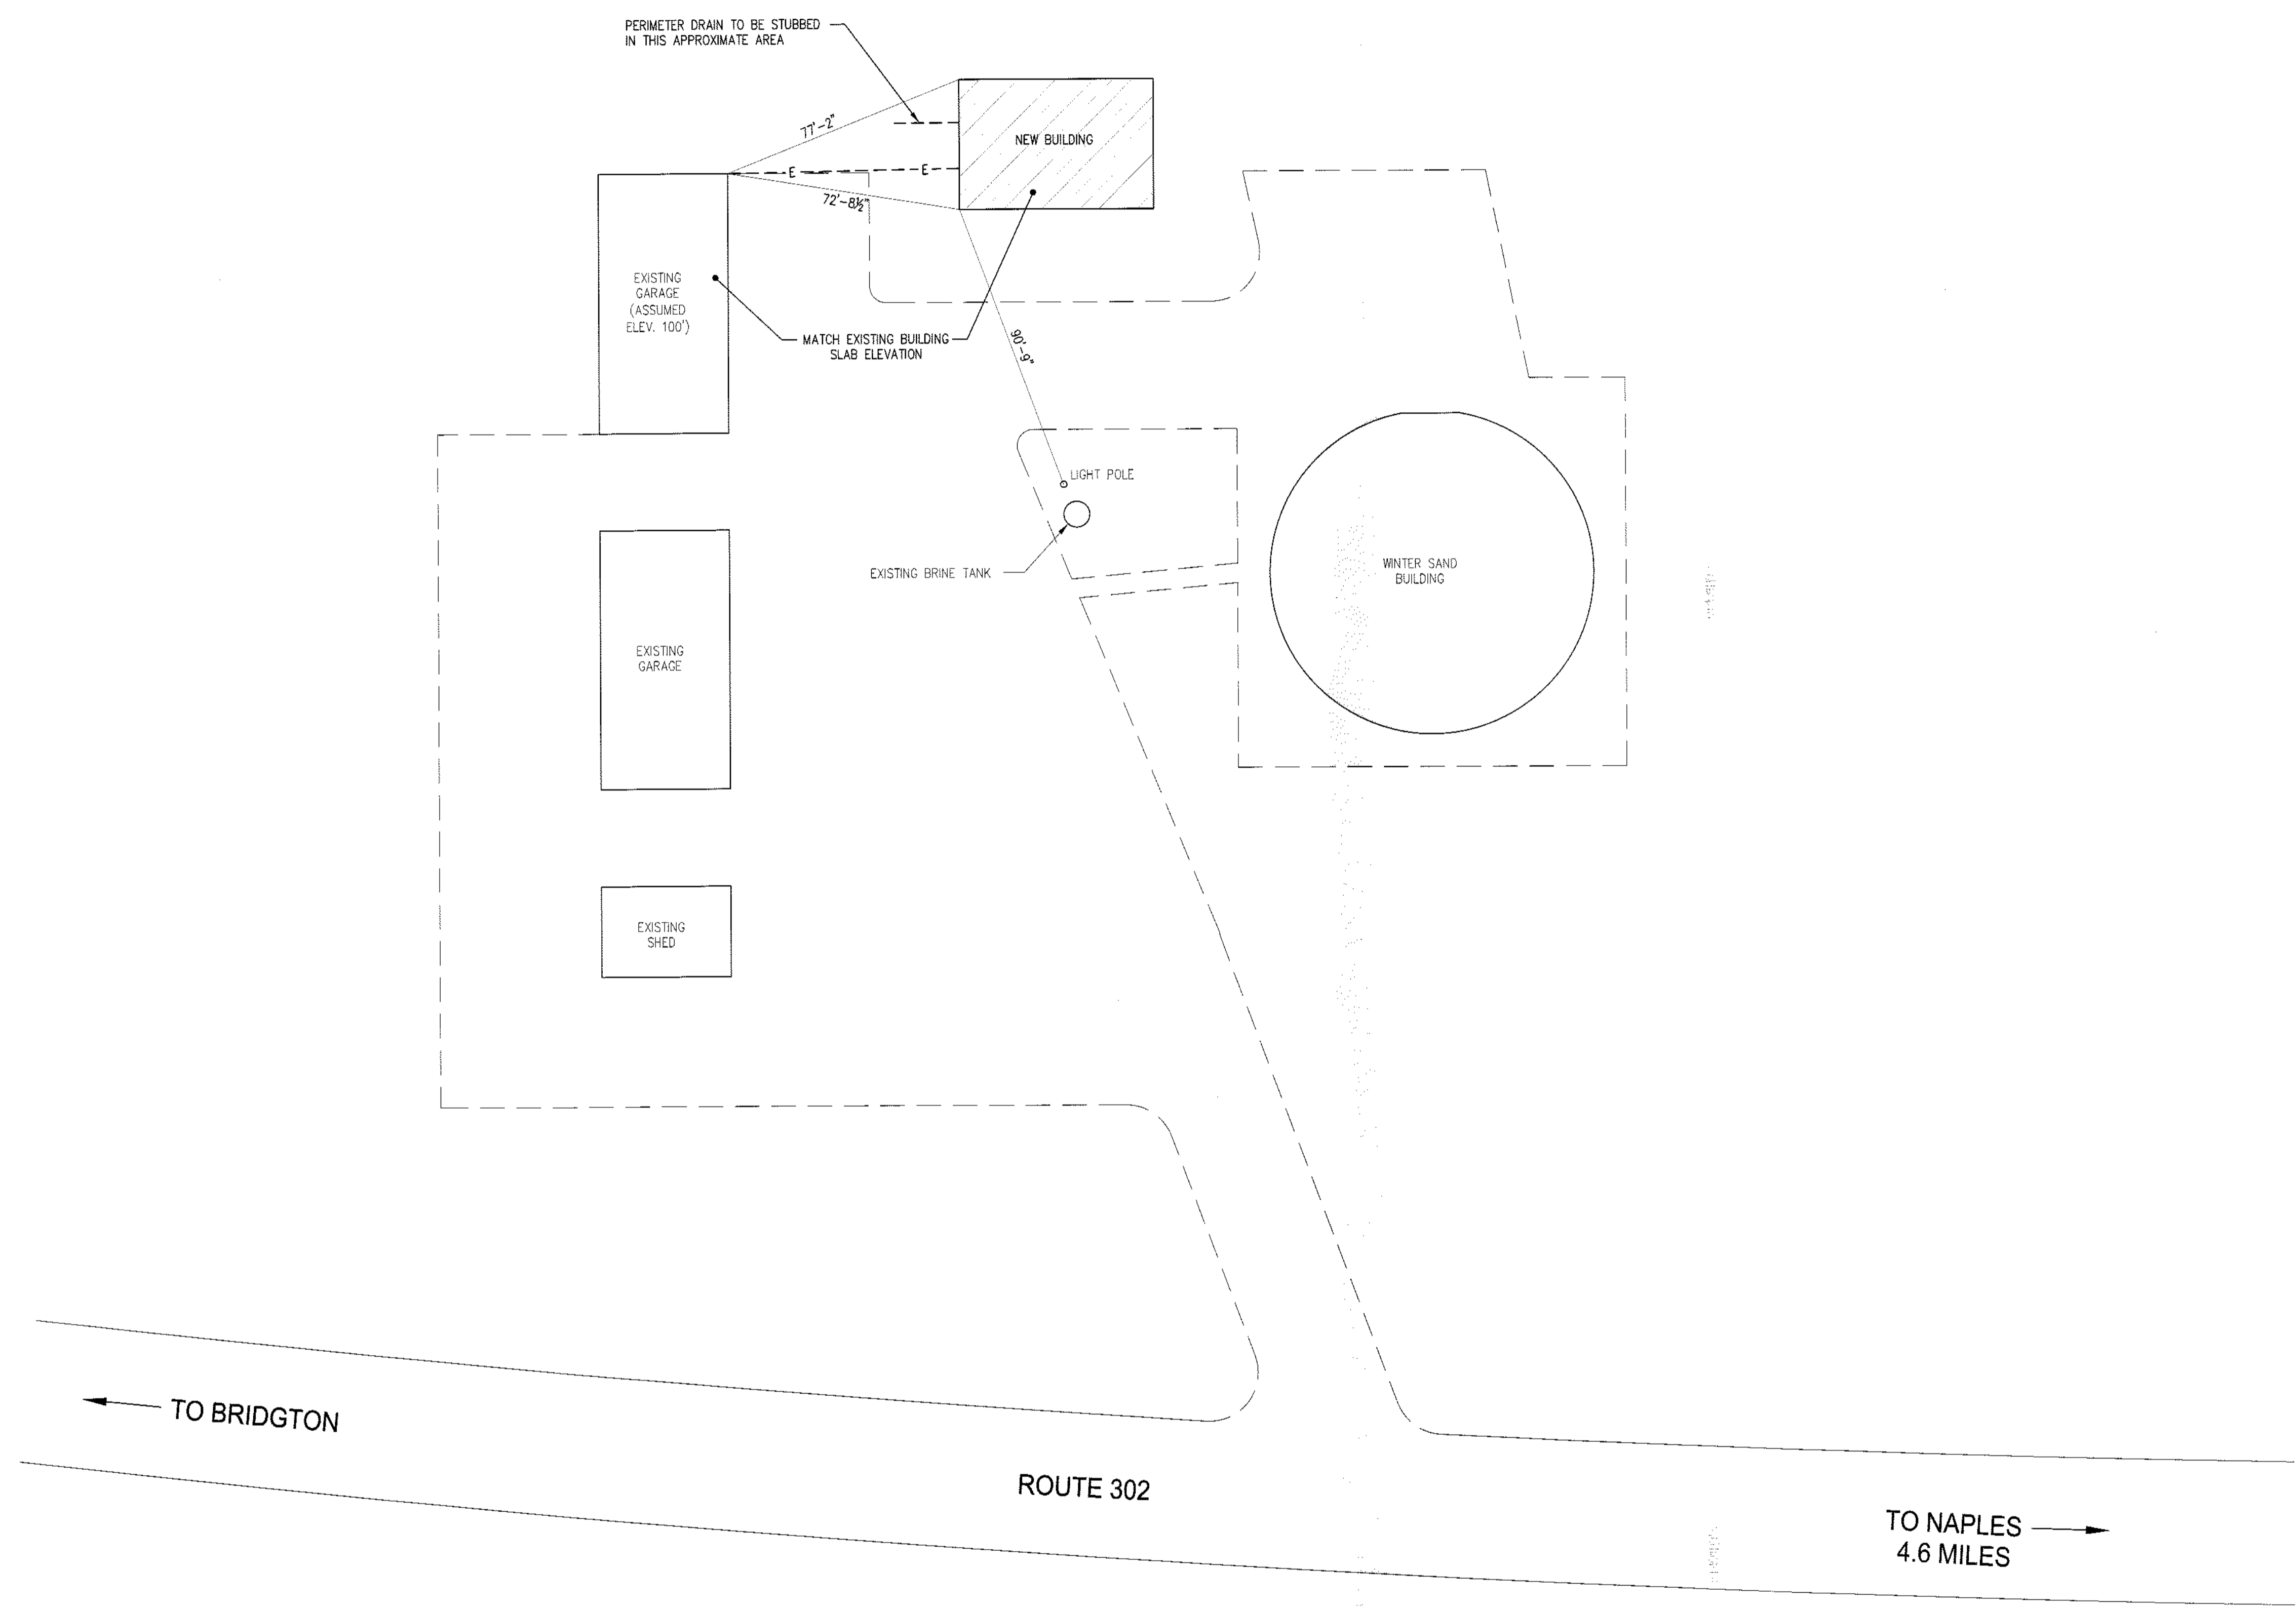 PERIMETER DRAIN TO BE STUBBED
IN THIS APPROXIMATE AREA
77'-2"
NEW BUILDING
E
E
72'-8½"
EXISTING
GARAGE
(ASSUMED
ELEV. 100')
MATCH EXISTING BUILDING
SLAB ELEVATION
90'-9"
LIGHT POLE
EXISTING BRINE TANK
WINTER SAND
BUILDING
EXISTING
GARAGE
EXISTING
SHED
TO BRIDGTON
ROUTE 302
TO NAPLES
4.6 MILES